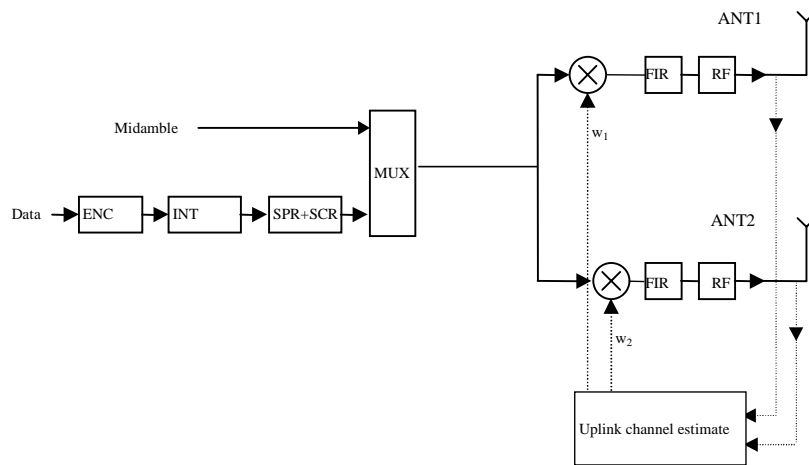 ANT1
FIR
RF
Midamble
w1
MUX
Data
ENC
INT
SPR+SCR
ANT2
FIR
RF
w2
Uplink channel estimate